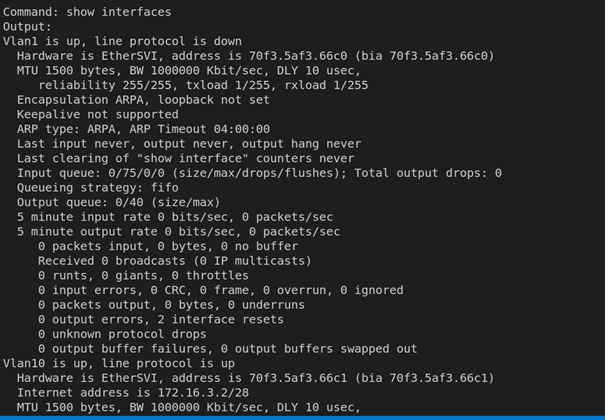 Command: show interfaces
Output:
Vlan1 is up, line protocol is down
Hardware is EtherSVI, address is 70f3.5af3.66c0 (bia 70f3.5af3.66c0)
MTU 1500 bytes, BW 1000000 Kbit/sec, DLY 10 usec,
reliability 255/255, txload 1/255, rxload 1/255
Encapsulation ARPA, loopback not set
Keepalive not supported
ARP type: ARPA, ARP Timeout 04:00:00
Last input never, output never, output hang never
Last clearing of "show interface" counters never
Input queue: 0/75/0/0 (size/max/drops/flushes); Total output drops: 0
Queueing strategy: fifo
Output queue: 0/40 (size/max)
5 minute input rate 0 bits/sec, 0 packets/sec
5 minute output rate 0 bits/sec, 0 packets/sec
0 packets input, 0 bytes, 0 no buffer
Received 0 broadcasts (0 IP multicasts)
0 runts, 0 giants, 0 throttles
0 input errors, 0 CRC, 0 frame, 0 overrun, 0 ignored
0 packets output, 0 bytes, 0 underruns
0 output errors, 2 interface resets
0 unknown protocol drops
0 output buffer failures, 0 output buffers swapped out
Vlan10 is up, line protocol is up
Hardware is EtherSVI, address is 70f3.5af3.66c1 (bia 70f3.5af3.66c1)
Internet address is 172.16.3.2/28
MTU 1500 bytes, BW 1000000 Kbit/sec, DLY 10 usec,